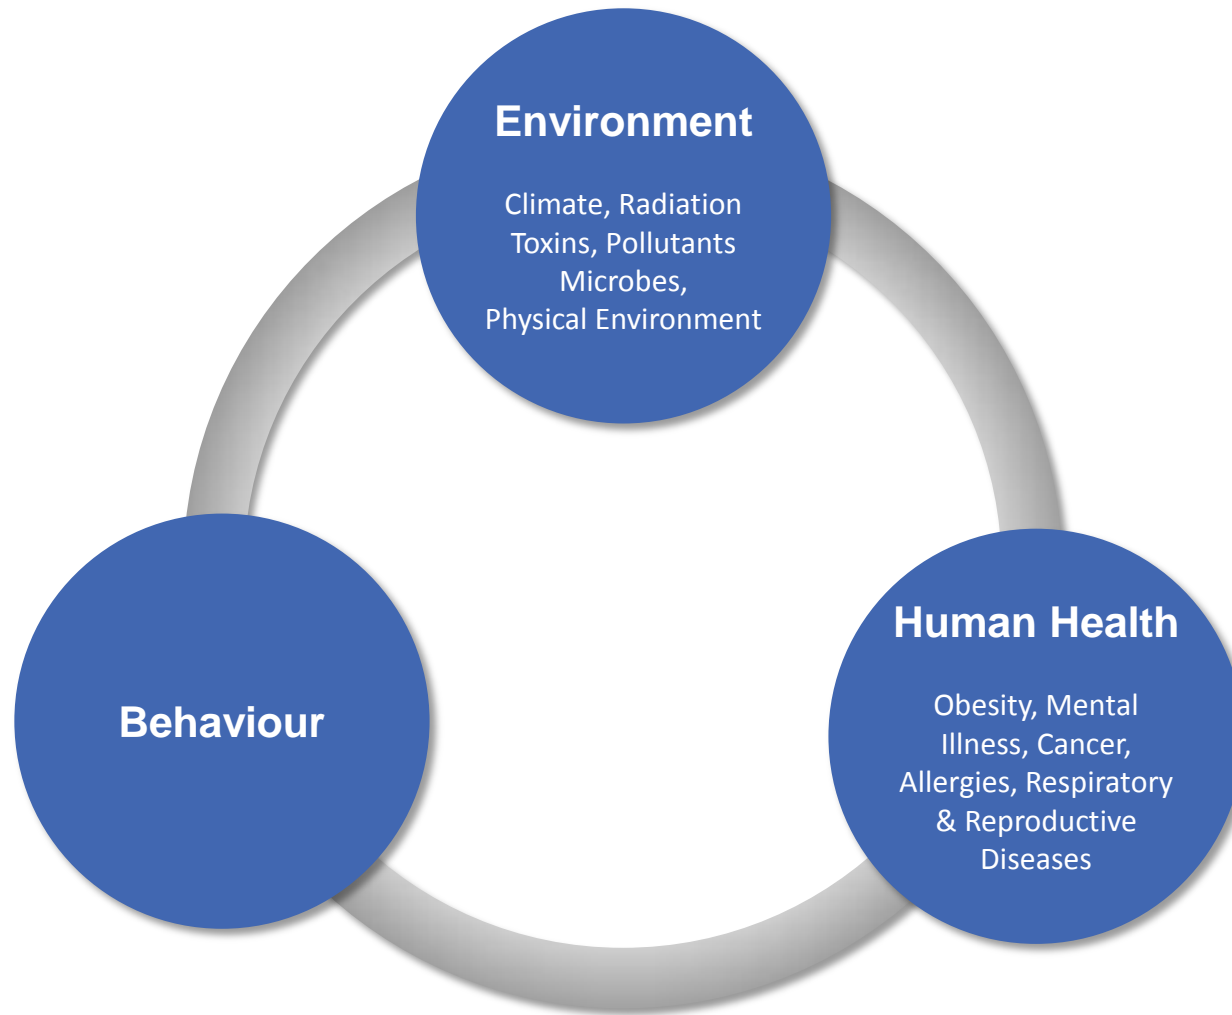 Environment
Climate, Radiation
Toxins, Pollutants
Microbes,
Physical Environment
Human Health
Obesity, Mental
Illness, Cancer,
Allergies, Respiratory
& Reproductive
Diseases
Behaviour